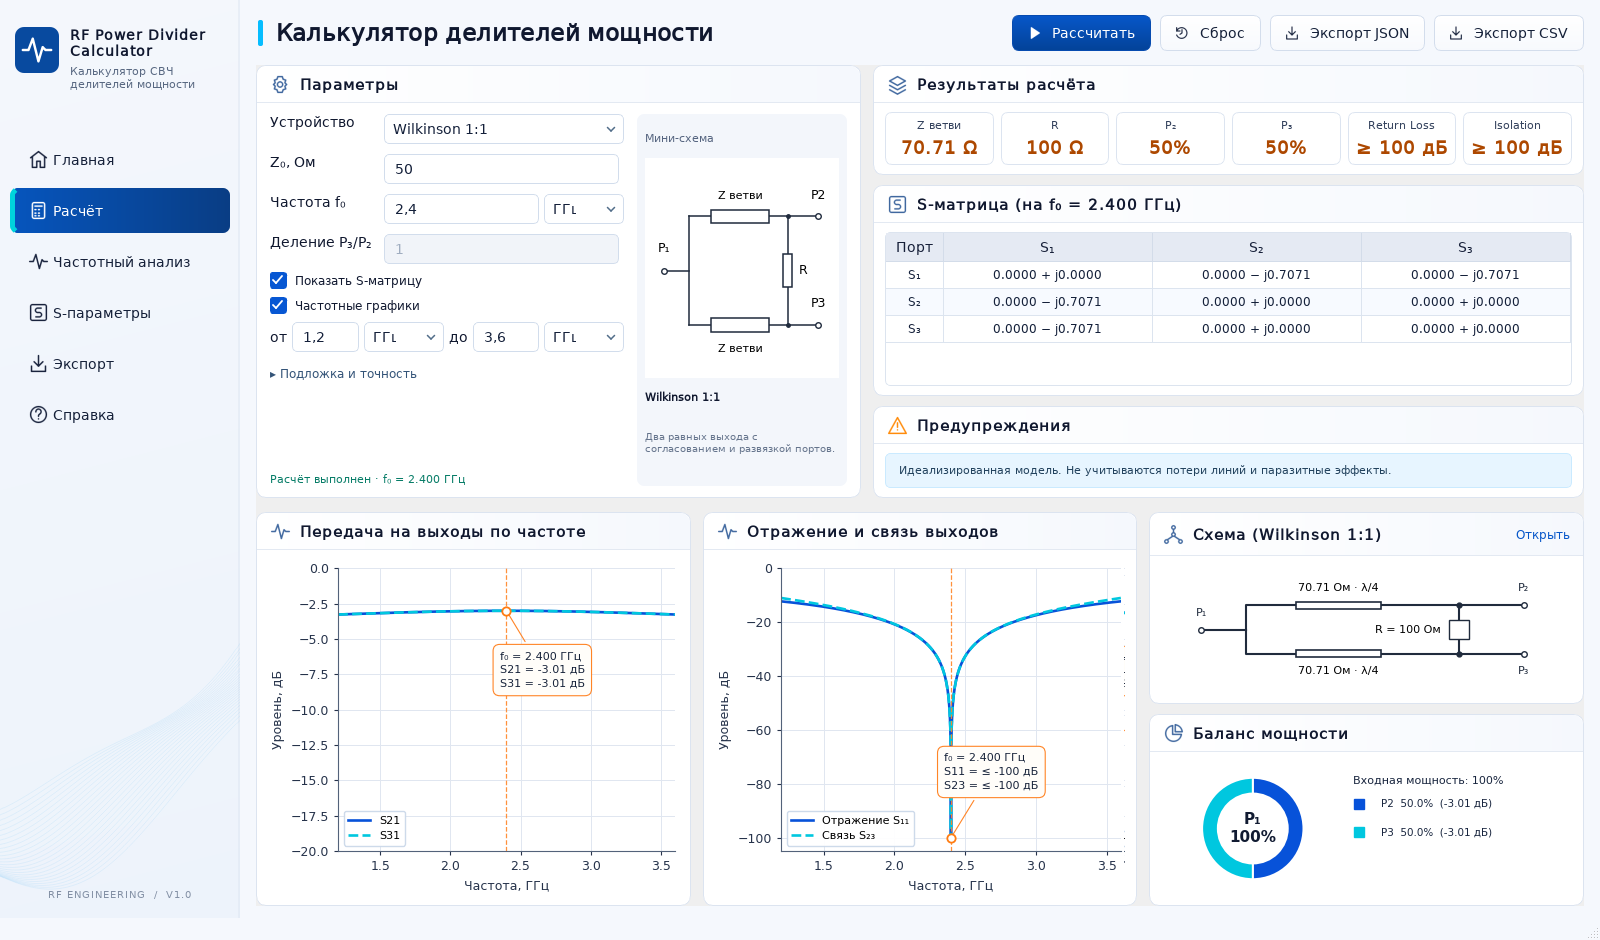 RF Power Divider
Calculator
Калькулятор СВЧ
делителей мощности
Главная
Расчёт
Частотный анализ
S-параметры
Экспорт
Справка
RF ENGINEERING / V1.0
Калькулятор делителей мощности
Рассчитать
Сброс
Экспорт JSON
Экспорт CSV
Параметры
Устройство
Wilkinson 1:1
Z₀, Ом
50
Частота f₀
2,4
Деление P₃/P₂
1
Показать S-матрицу
Частотные графики
от 1,2 до 3,6
▸ Подложка и точность
Расчёт выполнен · f₀ = 2.400 ГГц
Мини-схема
Z ветви
P2
P₁
R
P3
Z ветви
Wilkinson 1:1
Два равных выхода с
согласованием и развязкой портов.
Результаты расчёта
Z ветви
70.71 Ω
R
100 Ω
P₂
50%
P₃
50%
Return Loss
≥ 100 дБ
Isolation
≥ 100 дБ
S-матрица (на f₀ = 2.400 ГГц)
Порт S₁ S₂ S₃
S₁ 0.0000 + j0.0000 0.0000 − j0.7071 0.0000 − j0.7071
S₂ 0.0000 − j0.7071 0.0000 + j0.0000 0.0000 + j0.0000
S₃ 0.0000 − j0.7071 0.0000 + j0.0000 0.0000 + j0.0000
Предупреждения
Идеализированная модель. Не учитываются потери линий и паразитные эффекты.
Передача на выходы по частоте
Уровень, дБ
0.0
−2.5
−5.0
−7.5
−10.0
−12.5
−15.0
−17.5
−20.0
f₀ = 2.400 ГГц
S21 = -3.01 дБ
S31 = -3.01 дБ
S21
S31
1.5 2.0 2.5 3.0 3.5
Частота, ГГц
Отражение и связь выходов
Уровень, дБ
0
−20
−40
−60
−80
−100
f₀ = 2.400 ГГц
S11 = ≤ -100 дБ
S23 = ≤ -100 дБ
Отражение S₁₁
Связь S₂₃
1.5 2.0 2.5 3.0 3.5
Частота, ГГц
Схема (Wilkinson 1:1)
Открыть
70.71 Ом · λ/4
P₂
P₁
R = 100 Ом
70.71 Ом · λ/4
P₃
Баланс мощности
P₁
100%
Входная мощность: 100%
P2 50.0% (-3.01 дБ)
P3 50.0% (-3.01 дБ)